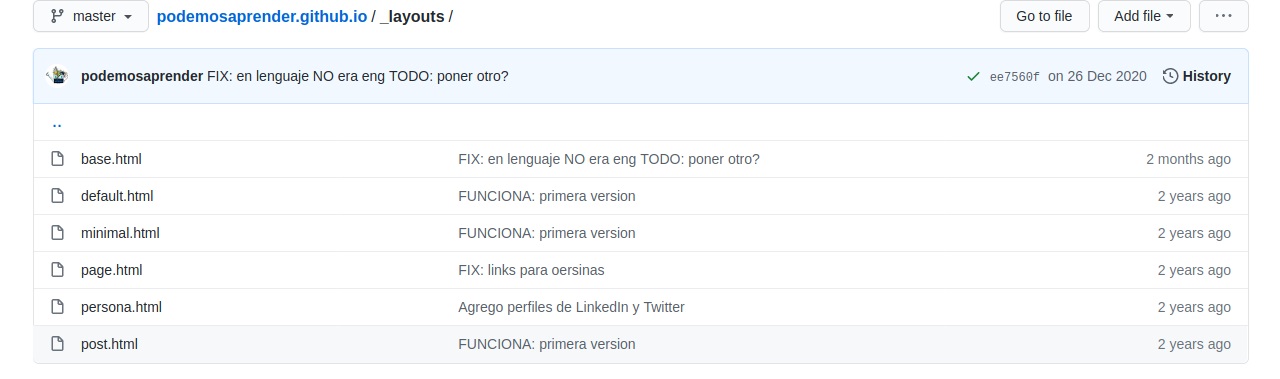 master podemosaprender.github.io / _layouts / Go to file Add file ...
podemosaprender FIX: en lenguaje NO era eng TODO: poner otro? ee7560f on 26 Dec 2020 History
..
base.html FIX: en lenguaje NO era eng TODO: poner otro? 2 months ago
default.html FUNCIONA: primera version 2 years ago
minimal.html FUNCIONA: primera version 2 years ago
page.html FIX: links para oersinas 2 years ago
persona.html Agrego perfiles de LinkedIn y Twitter 2 years ago
post.html FUNCIONA: primera version 2 years ago